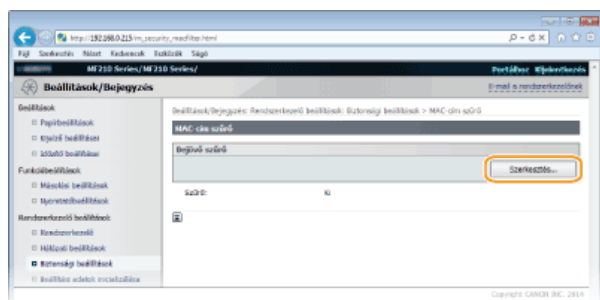 http://192.168.0.215/m_security_macfilter.html
Fájl Szerkesztés Nézet Kedvencek Eszközök Súgó
MF210 Series/MF210 Series/
Portálhoz Kijelentkezés
Beállítások/Bejegyzés
E-mail a rendszerkezelőnek
Beállítások
Papírbeállítások
Kijelző beállításai
Időzítő beállításai
Funkcióbeállítások
Másolási beállítások
Nyomtatóbeállítások
Rendszerkezelő beállítások
Rendszerkezelő
Hálózati beállítások
Biztonsági beállítások
Beállítási adatok inicializálása
Beállítások/Bejegyzés: Rendszerkezelő beállítások: Biztonsági beállítások > MAC-cím szűrő
MAC-cím szűrő
Bejövő szűrő
Szerkesztés...
Szűrő: Ki
Copyright CANON INC. 2014